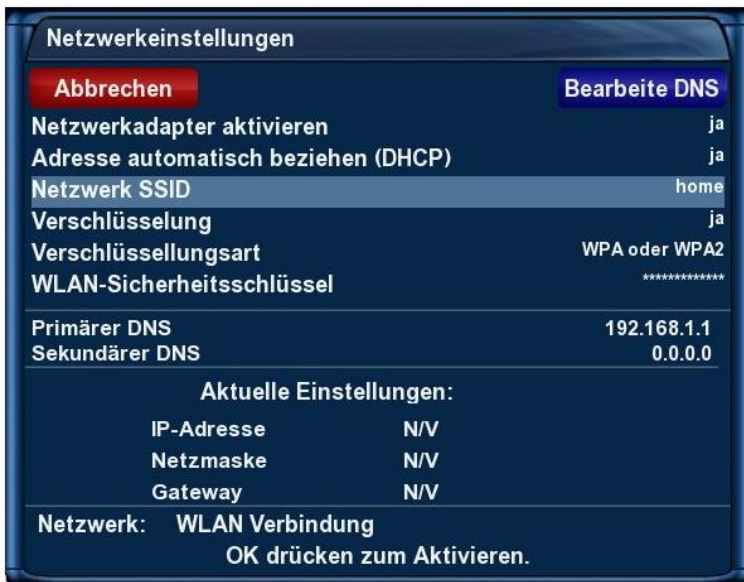 Netzwerkeinstellungen
Abbrechen Bearbeite DNS
Netzwerkadapter aktivieren ja
Adresse automatisch beziehen (DHCP) ja
Netzwerk SSID home
Verschlüsselung ja
Verschlüssellungsart WPA oder WPA2
WLAN-Sicherheitsschlüssel *************
Primärer DNS 192.168.1.1
Sekundärer DNS 0.0.0.0
Aktuelle Einstellungen:
IP-Adresse N/V
Netzmaske N/V
Gateway N/V
Netzwerk: WLAN Verbindung
OK drücken zum Aktivieren.